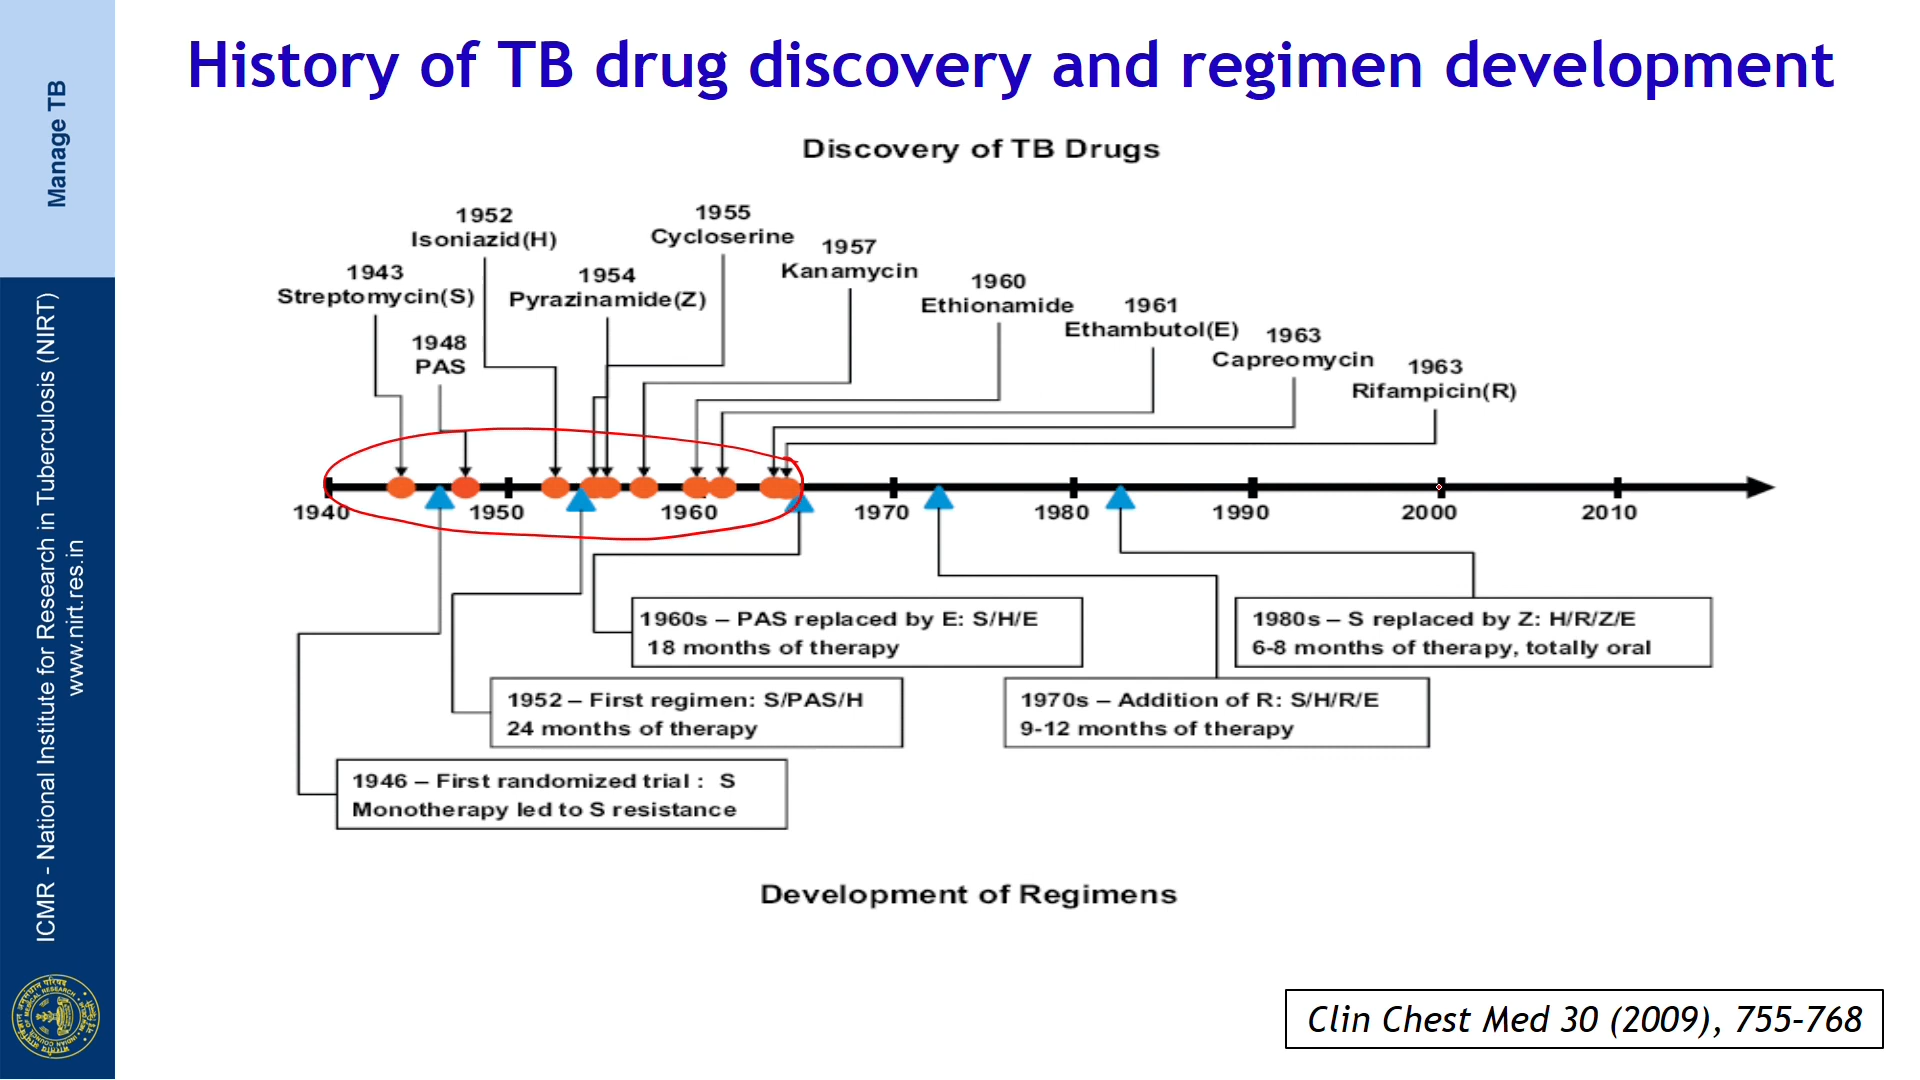 History of TB drug discovery and regimen development
Manage TB
ICMR - National Institute for Research in Tuberculosis (NIRT)
www.nirt.res.in
Discovery of TB Drugs
1943
Streptomycin(S)
1948
PAS
1952
Isoniazid(H)
1954
Pyrazinamide(Z)
1955
Cycloserine
1957
Kanamycin
1960
Ethionamide
1961
Ethambutol(E)
1963
Capreomycin
1963
Rifampicin(R)
1940
1950
1960
1970
1980
1990
2000
2010
1960s – PAS replaced by E: S/H/E
18 months of therapy
1980s – S replaced by Z: H/R/Z/E
6-8 months of therapy, totally oral
1952 – First regimen: S/PAS/H
24 months of therapy
1970s – Addition of R: S/H/R/E
9-12 months of therapy
1946 – First randomized trial : S
Monotherapy led to S resistance
Development of Regimens
Clin Chest Med 30 (2009), 755-768